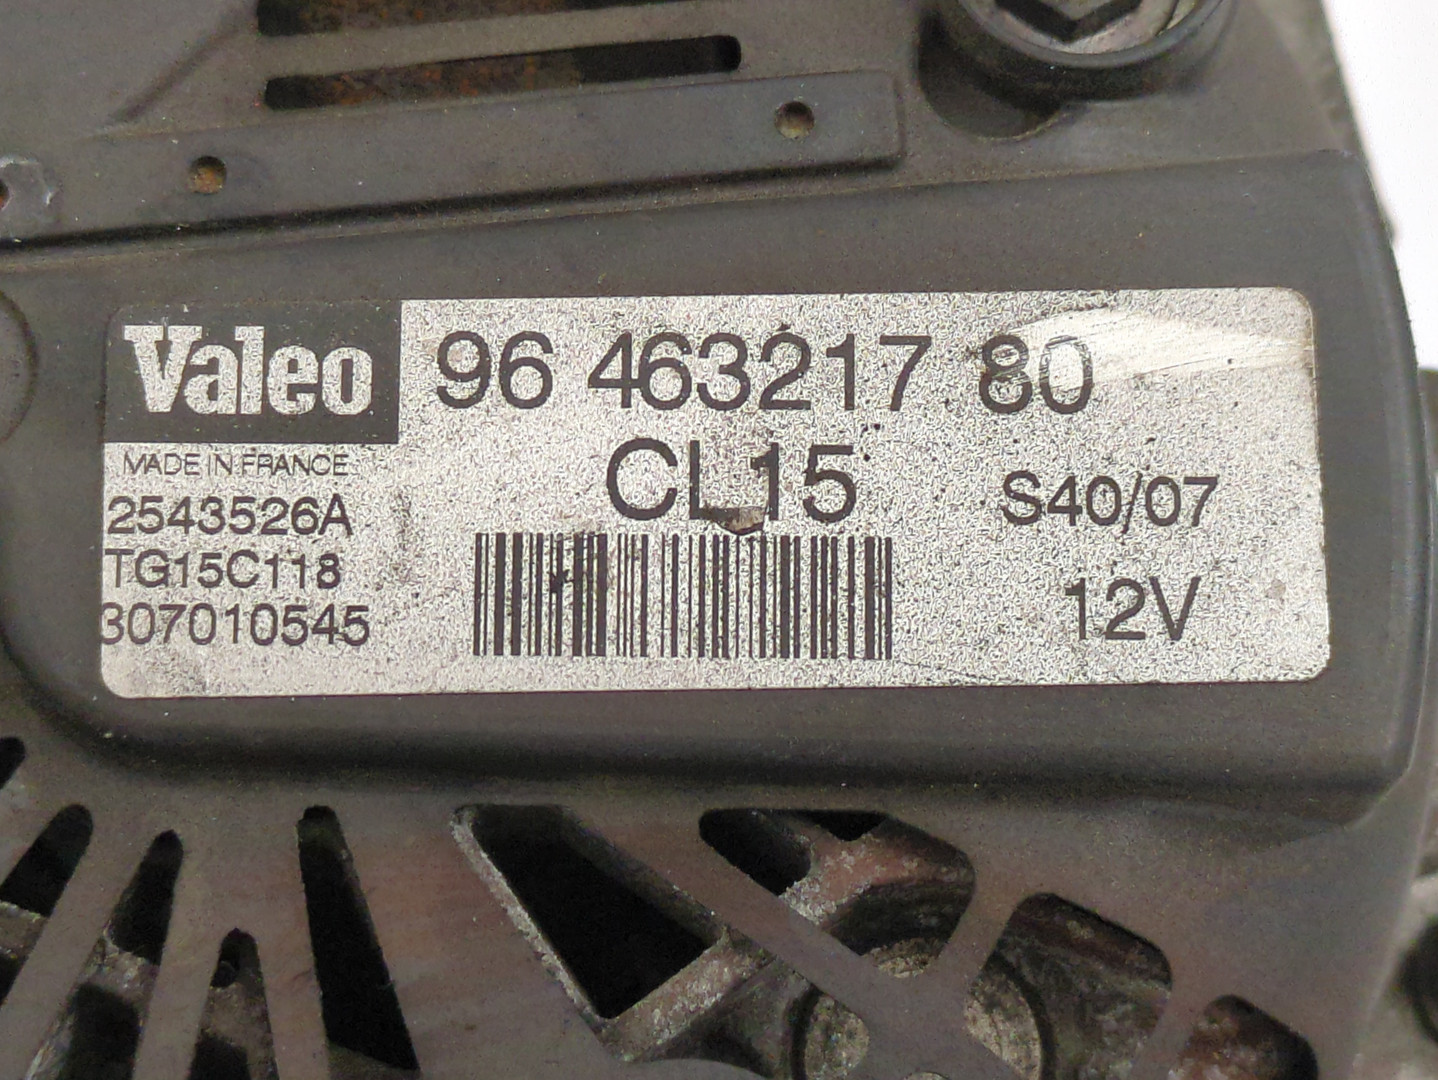 Valeo 96 463217 80
MADE IN FRANCE CL15 S40/07
2543526A
TG15C118 12V
307010545